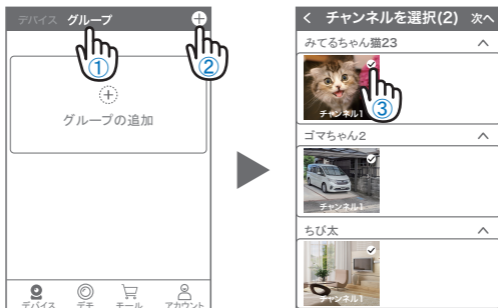 デバイス グループ
①
②
グループの追加
デバイス
デモ
モール
アカウント
チャンネルを選択(2) 次へ
みてるちゃん猫23
③
チャンネル1
ゴマちゃん2
チャンネル1
ちび太
チャンネル1